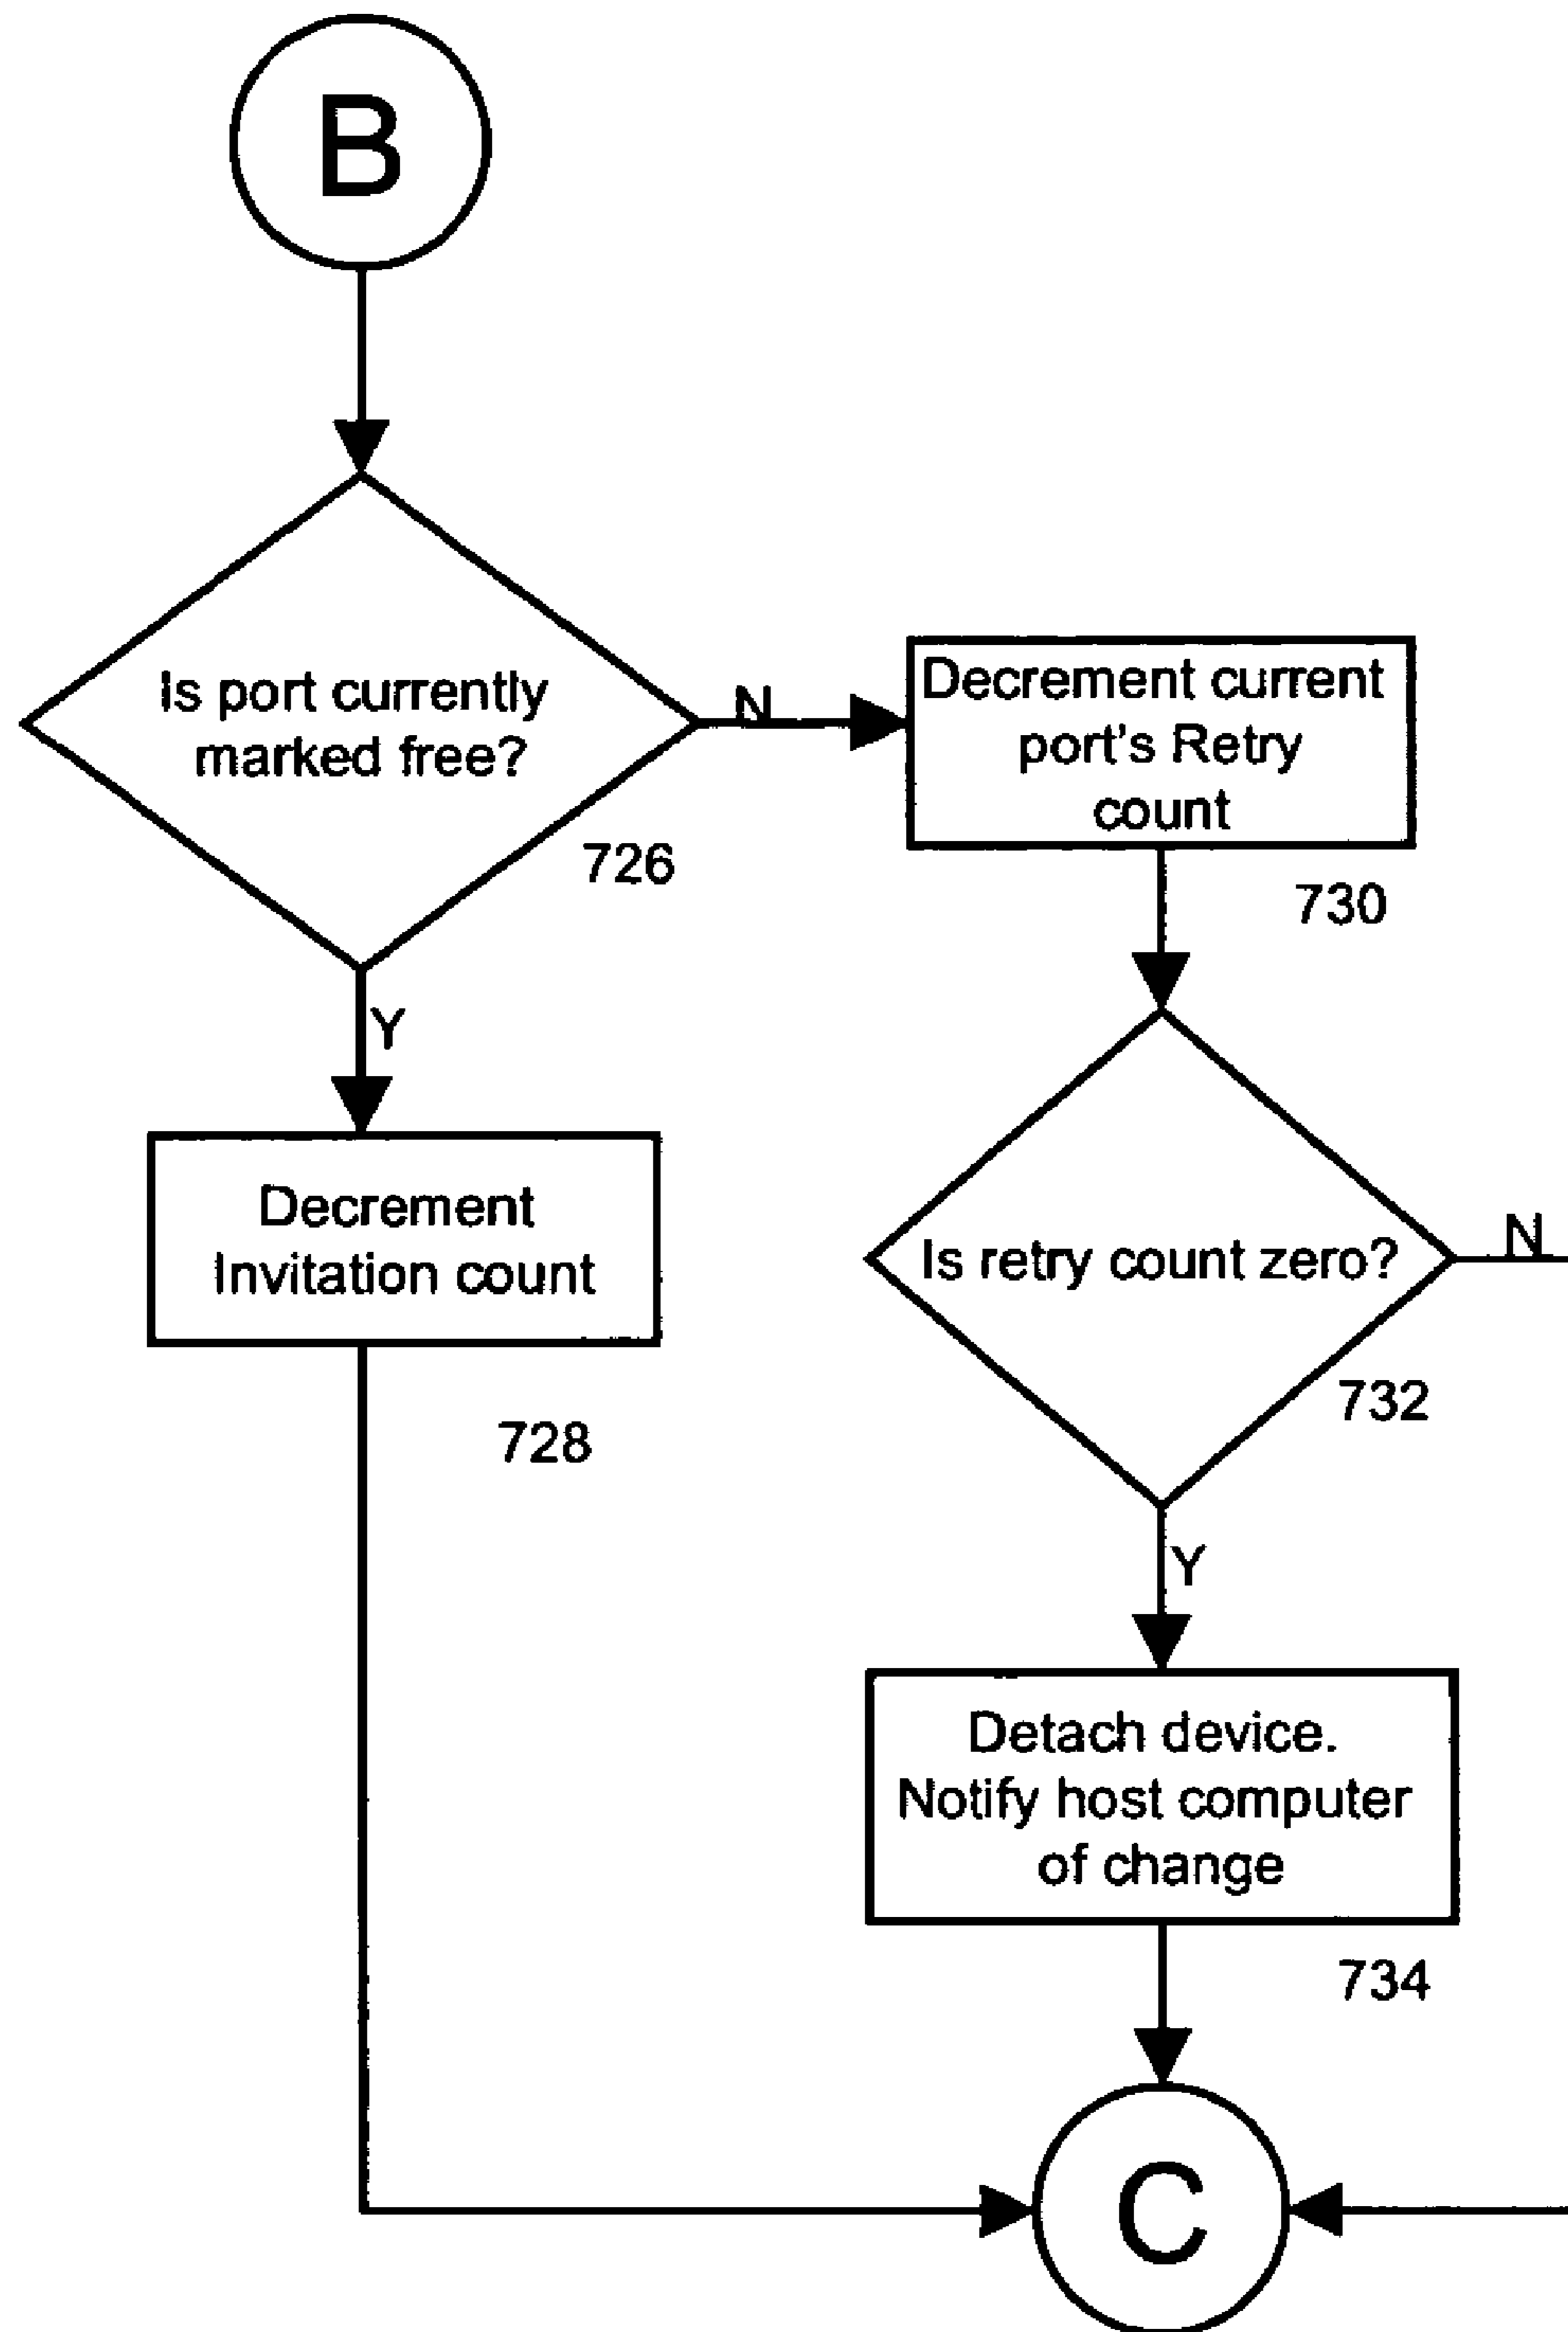 B
Is port currently
marked free?
726
N
Decrement current
port's Retry
count
730
Y
Decrement
Invitation count
728
Is retry count zero?
732
N
Y
Detach device.
Notify host computer
of change
734
C